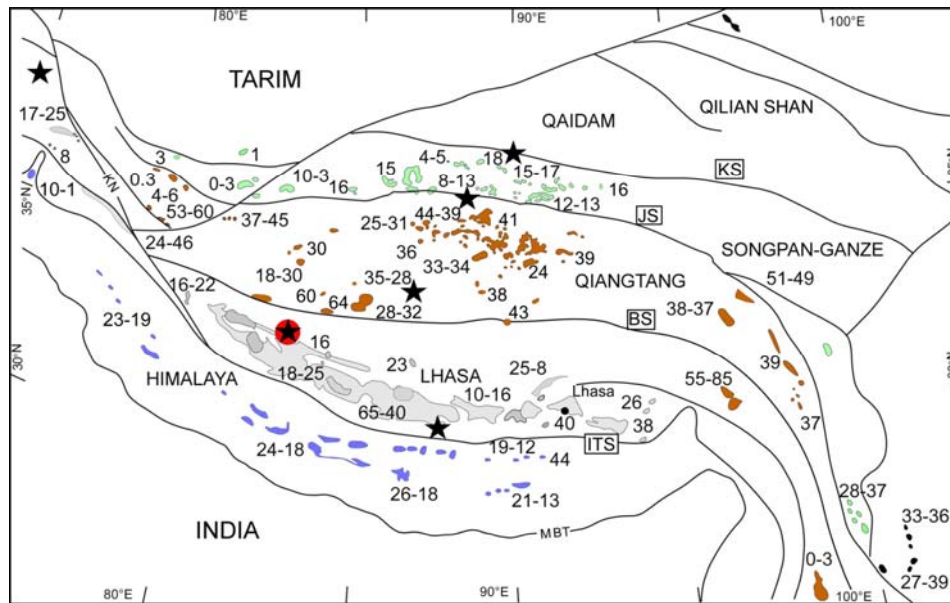 80°E
90°E
100°E
TARIM
QILIAN SHAN
QAIDAM
17-25
8
3
1
4-5
18
15-17
KS
35°N
10-1
KN
0.3
0-3
10-3
16
15
8-13
16
4-6
53-60
37-45
12-13
JS
24-46
25-31
44-39
41
SONGPAN-GANZE
30
36
33-34
24
39
QIANGTANG
51-49
16-22
18-30
35-28
38
38-37
60
64
28-32
43
BS
23-19
16
30°N
39
HIMALAYA
18-25
23
LHASA
25-8
Lhasa
55-85
10-16
26
37
65-40
40
38
24-18
19-12
44
ITS
26-18
21-13
28-37
INDIA
MBT
33-36
0-3
27-39
80°E
90°E
100°E